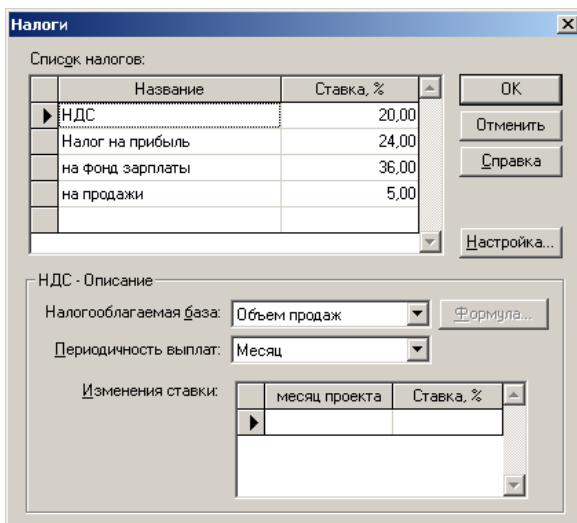 Налоги
Список налогов:
Название Ставка, %
НДС 20,00
Налог на прибыль 24,00
на фонд зарплаты 36,00
на продажи 5,00
OK
Отменить
Справка
Настройка...
НДС - Описание
Налогооблагаемая база: Объем продаж Формула...
Периодичность выплат: Месяц
Изменения ставки: месяц проекта Ставка, %